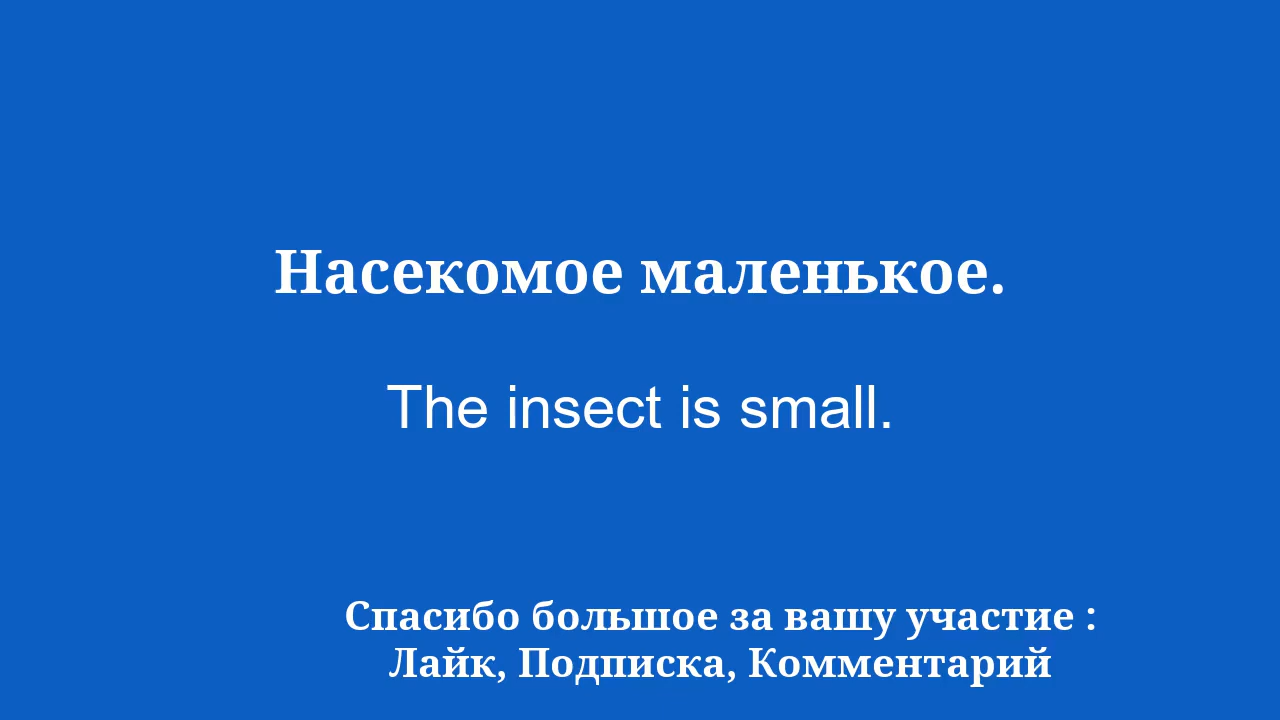 Насекомое маленькое.
The insect is small.
Спасибо большое за вашу участие :
Лайк, Подписка, Комментарий